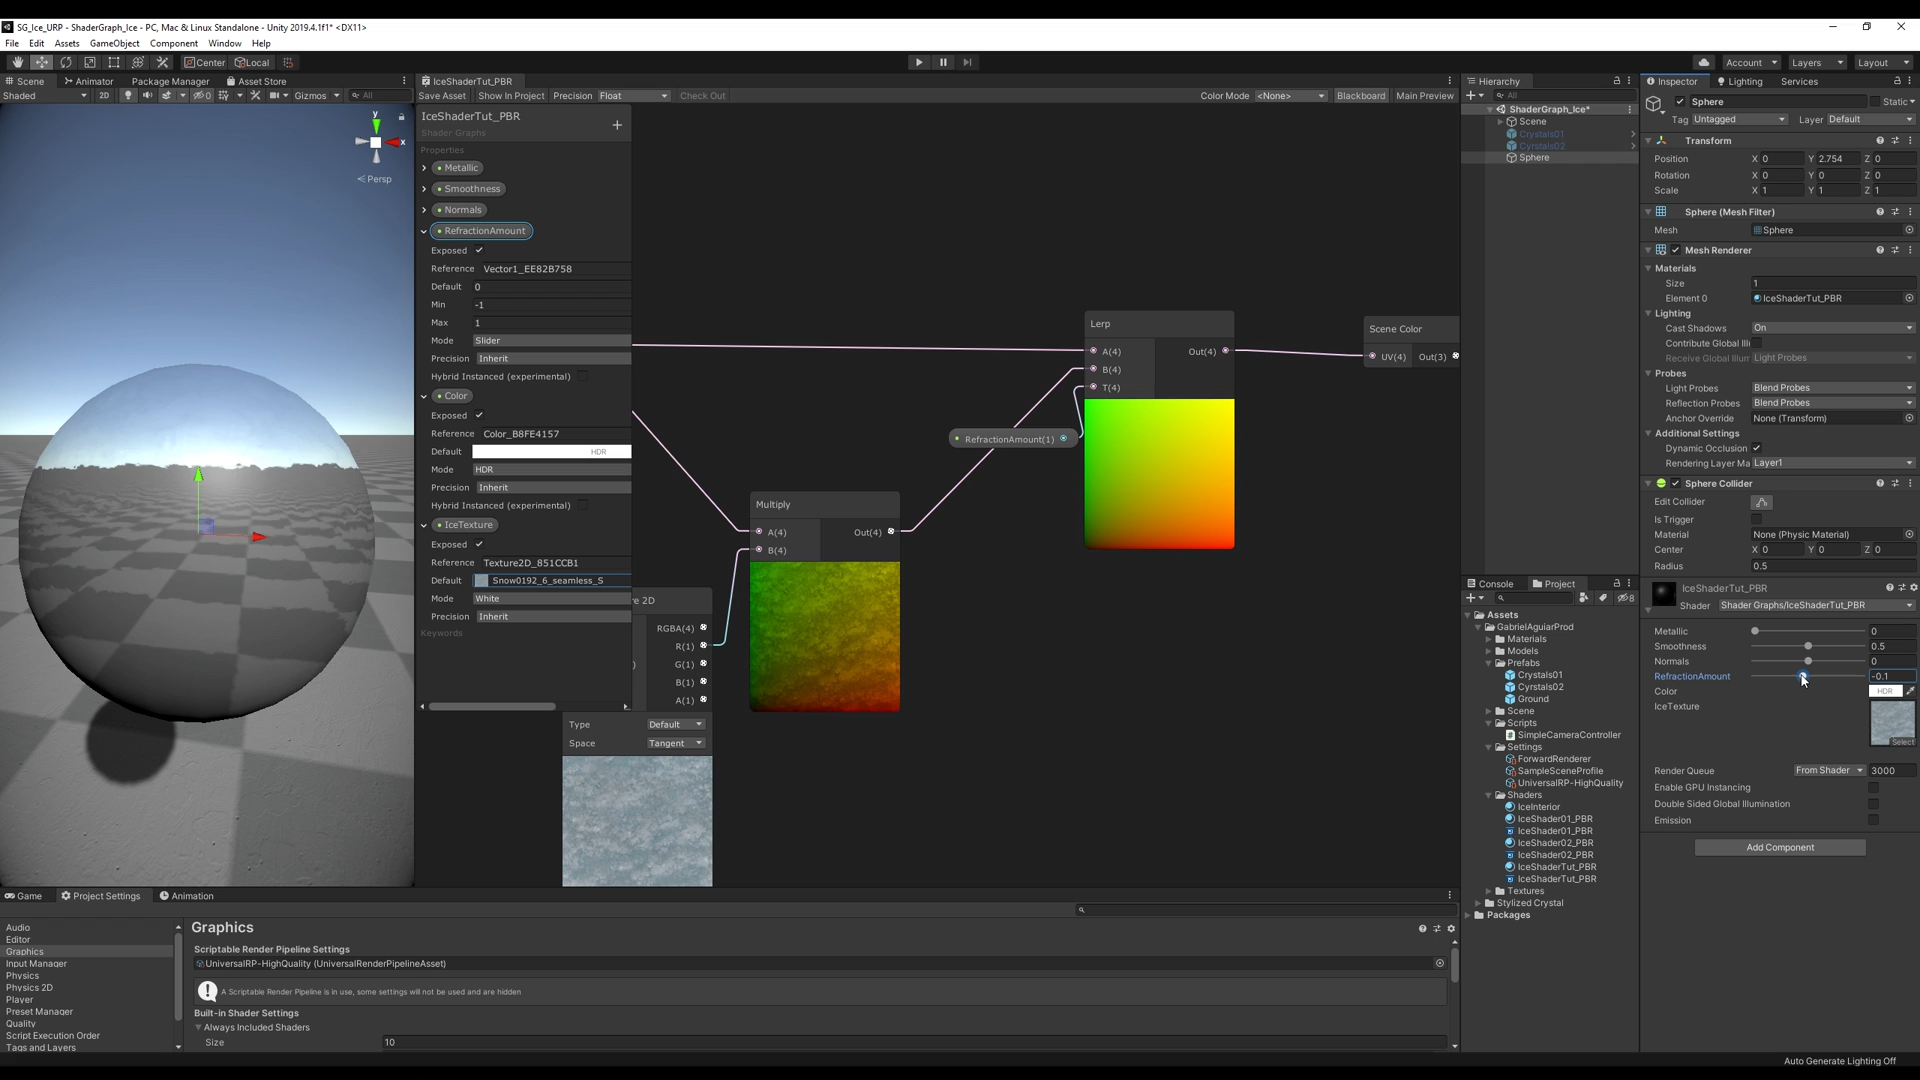 SG_Ice_URP - ShaderGraph_Ice - PC, Mac & Linux Standalone - Unity 2019.4.1f1* <DX11>
File Edit Assets GameObject Component Window Help
Center Local Account Layers Layout
Scene Animator Package Manager Asset Store
Shaded 2D 0 Gizmos All
y
x
Persp
IceShaderTut_PBR
Save Asset Show In Project Precision Float Check Out Color Mode <None> Blackboard Main Preview
IceShaderTut_PBR
Shader Graphs
Properties
Metallic
Smoothness
Normals
RefractionAmount
Exposed
Reference Vector1_EE82B758
Default 0
Min -1
Max 1
Mode Slider
Precision Inherit
Hybrid Instanced (experimental)
Color
Exposed
Reference Color_B8FE4157
Default HDR
Mode HDR
Precision Inherit
Hybrid Instanced (experimental)
IceTexture
Exposed
Reference Texture2D_851CCB1
Default Snow0192_6_seamless_S
Mode White
Precision Inherit
Keywords
e 2D
RGBA(4)
R(1)
G(1)
B(1)
A(1)
Type Default
Space Tangent
Multiply
A(4) Out(4)
B(4)
RefractionAmount(1)
Lerp
A(4) Out(4)
B(4)
T(4)
Scene Color
UV(4) Out(3)
Hierarchy
All
ShaderGraph_Ice*
Scene
Crystals01
Cyrstals02
Sphere
Console Project
8
Assets
GabrielAguiarProd
Materials
Models
Prefabs
Crystals01
Cyrstals02
Ground
Scene
Scripts
SimpleCameraController
Settings
ForwardRenderer
SampleSceneProfile
UniversalRP-HighQuality
Shaders
IceInterior
IceShader01_PBR
IceShader01_PBR
IceShader02_PBR
IceShader02_PBR
IceShaderTut_PBR
IceShaderTut_PBR
Textures
Stylized Crystal
Packages
Inspector Lighting Services
Sphere Static
Tag Untagged Layer Default
Transform
Position X 0 Y 2.754 Z 0
Rotation X 0 Y 0 Z 0
Scale X 1 Y 1 Z 1
Sphere (Mesh Filter)
Mesh Sphere
Mesh Renderer
Materials
Size 1
Element 0 IceShaderTut_PBR
Lighting
Cast Shadows On
Contribute Global Illu
Receive Global Illum Light Probes
Probes
Light Probes Blend Probes
Reflection Probes Blend Probes
Anchor Override None (Transform)
Additional Settings
Dynamic Occlusion
Rendering Layer Ma Layer1
Sphere Collider
Edit Collider
Is Trigger
Material None (Physic Material)
Center X 0 Y 0 Z 0
Radius 0.5
IceShaderTut_PBR
Shader Shader Graphs/IceShaderTut_PBR
Metallic 0
Smoothness 0.5
Normals 0
RefractionAmount -0.1
Color HDR
IceTexture
Select
Render Queue From Shader 3000
Enable GPU Instancing
Double Sided Global Illumination
Emission
Add Component
Game Project Settings Animation
Audio
Editor
Graphics
Input Manager
Physics
Physics 2D
Player
Preset Manager
Quality
Script Execution Order
Tags and Layers
Graphics
Scriptable Render Pipeline Settings
UniversalRP-HighQuality (UniversalRenderPipelineAsset)
A Scriptable Render Pipeline is in use, some settings will not be used and are hidden
Built-in Shader Settings
Always Included Shaders
Size 10
Auto Generate Lighting Off